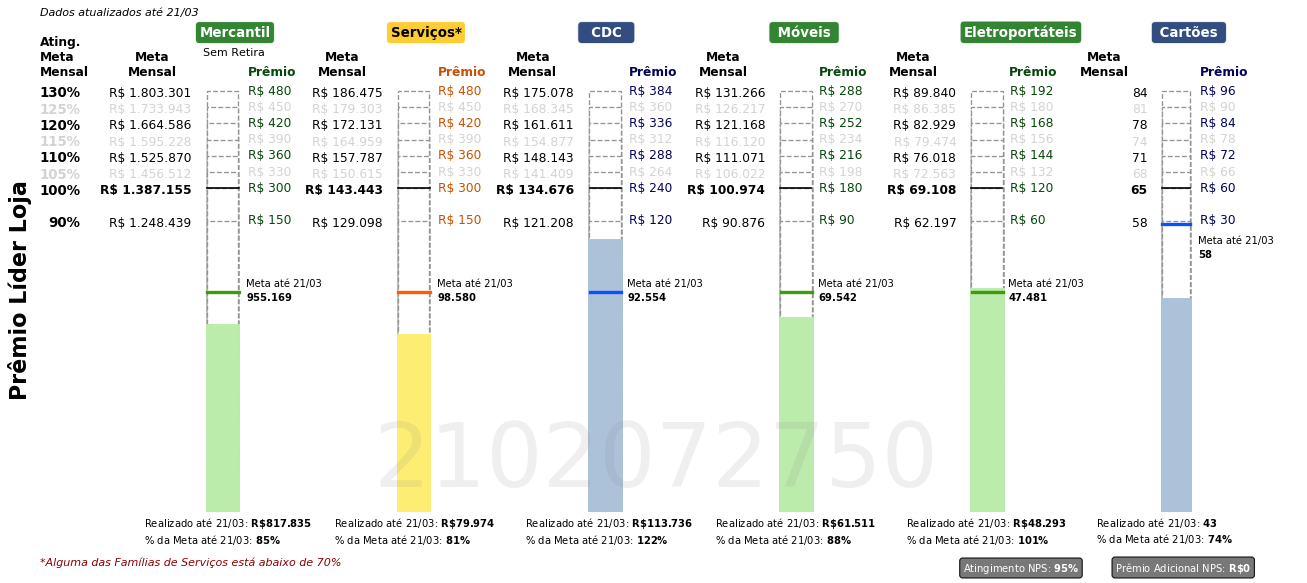 Dados atualizados até 21/03
Mercantil Serviços* CDC Móveis Eletroportáteis Cartões
Sem Retira
Ating. Meta Mensal Meta Mensal Prêmio Meta Mensal Prêmio Meta Mensal Prêmio Meta Mensal Prêmio Meta Mensal Prêmio Meta Mensal Prêmio
130% R$ 1.803.301 R$ 480 R$ 186.475 R$ 480 R$ 175.078 R$ 384 R$ 131.266 R$ 288 R$ 89.840 R$ 192 84 R$ 96
125% R$ 1.733.943 R$ 450 R$ 179.303 R$ 450 R$ 168.345 R$ 360 R$ 126.217 R$ 270 R$ 86.385 R$ 180 81 R$ 90
120% R$ 1.664.586 R$ 420 R$ 172.131 R$ 420 R$ 161.611 R$ 336 R$ 121.168 R$ 252 R$ 82.929 R$ 168 78 R$ 84
115% R$ 1.595.228 R$ 390 R$ 164.959 R$ 390 R$ 154.877 R$ 312 R$ 116.120 R$ 234 R$ 79.474 R$ 156 74 R$ 78
110% R$ 1.525.870 R$ 360 R$ 157.787 R$ 360 R$ 148.143 R$ 288 R$ 111.071 R$ 216 R$ 76.018 R$ 144 71 R$ 72
105% R$ 1.456.512 R$ 330 R$ 150.615 R$ 330 R$ 141.409 R$ 264 R$ 106.022 R$ 198 R$ 72.563 R$ 132 68 R$ 66
100% R$ 1.387.155 R$ 300 R$ 143.443 R$ 300 R$ 134.676 R$ 240 R$ 100.974 R$ 180 R$ 69.108 R$ 120 65 R$ 60
90% R$ 1.248.439 R$ 150 R$ 129.098 R$ 150 R$ 121.208 R$ 120 R$ 90.876 R$ 90 R$ 62.197 R$ 60 58 R$ 30
Meta até 21/03
58
Meta até 21/03 Meta até 21/03 Meta até 21/03 Meta até 21/03 Meta até 21/03
955.169 98.580 92.554 69.542 47.481
Prêmio Líder Loja
2102072750
Realizado até 21/03: R$817.835 Realizado até 21/03: R$79.974 Realizado até 21/03: R$113.736 Realizado até 21/03: R$61.511 Realizado até 21/03: R$48.293 Realizado até 21/03: 43
% da Meta até 21/03: 85% % da Meta até 21/03: 81% % da Meta até 21/03: 122% % da Meta até 21/03: 88% % da Meta até 21/03: 101% % da Meta até 21/03: 74%
*Alguma das Famílias de Serviços está abaixo de 70%
Atingimento NPS: 95% Prêmio Adicional NPS: R$0